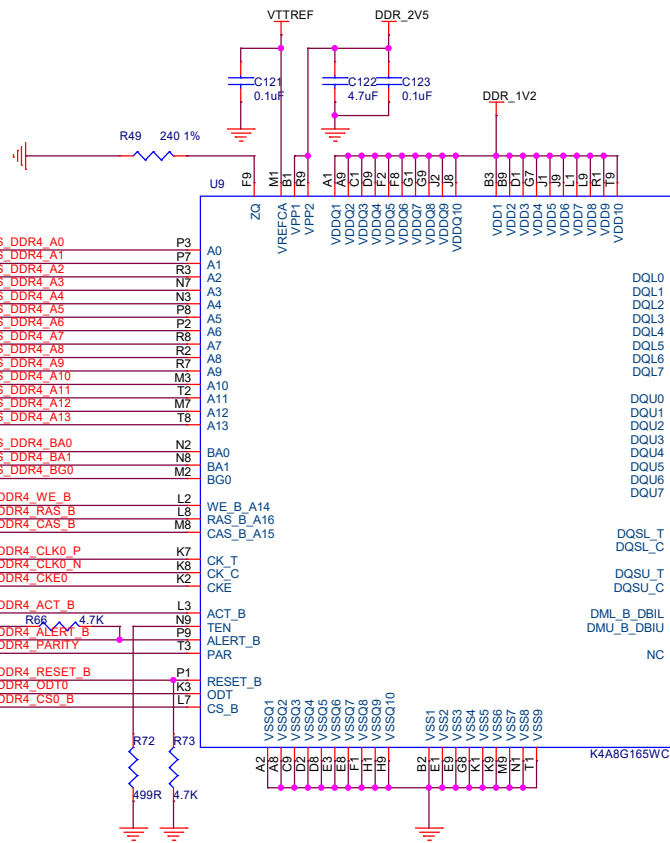 VTTREF
DDR_2V5
C121
0.1uF
C122
4.7uF
C123
0.1uF
DDR_1V2
R49 240 1%
U9
F9
M1
B1
R9
A1
A9
C1
D9
F2
F8
G1
G9
J2
J8
B3
B9
D1
G7
J1
J9
L1
L9
R1
T9
ZQ
VREFCA
VPP1
VPP2
VDDQ1
VDDQ2
VDDQ3
VDDQ4
VDDQ5
VDDQ6
VDDQ7
VDDQ8
VDDQ9
VDDQ10
VDD1
VDD2
VDD3
VDD4
VDD5
VDD6
VDD7
VDD8
VDD9
VDD10
S_DDR4_A0 P3 A0
S_DDR4_A1 P7 A1
S_DDR4_A2 R3 A2
S_DDR4_A3 N7 A3
S_DDR4_A4 N3 A4
S_DDR4_A5 P8 A5
S_DDR4_A6 P2 A6
S_DDR4_A7 R8 A7
S_DDR4_A8 R2 A8
S_DDR4_A9 R7 A9
S_DDR4_A10 M3 A10
S_DDR4_A11 T2 A11
S_DDR4_A12 M7 A12
S_DDR4_A13 T8 A13
S_DDR4_BA0 N2 BA0
S_DDR4_BA1 N8 BA1
S_DDR4_BG0 M2 BG0
DDR4_WE_B L2 WE_B_A14
DDR4_RAS_B L8 RAS_B_A16
DDR4_CAS_B M8 CAS_B_A15
DDR4_CLK0_P K7 CK_T
DDR4_CLK0_N K8 CK_C
DDR4_CKE0 K2 CKE
DDR4_ACT_B L3 ACT_B
R66 4.7K N9 TEN
DDR4_ALERT_B P9 ALERT_B
DDR4_PARITY T3 PAR
DDR4_RESET_B P1 RESET_B
DDR4_ODT0 K3 ODT
DDR4_CS0_B L7 CS_B
DQL0
DQL1
DQL2
DQL3
DQL4
DQL5
DQL6
DQL7
DQU0
DQU1
DQU2
DQU3
DQU4
DQU5
DQU6
DQU7
DQSL_T
DQSL_C
DQSU_T
DQSU_C
DML_B_DBIL
DMU_B_DBIU
NC
VSSQ1
VSSQ2
VSSQ3
VSSQ4
VSSQ5
VSSQ6
VSSQ7
VSSQ8
VSSQ9
VSSQ10
VSS1
VSS2
VSS3
VSS4
VSS5
VSS6
VSS7
VSS8
VSS9
A2
A8
C9
D2
D8
E3
E8
F1
H1
H9
B2
E1
E9
G8
K1
K9
M9
N1
T1
K4A8G165WC
R72
499R
R73
4.7K